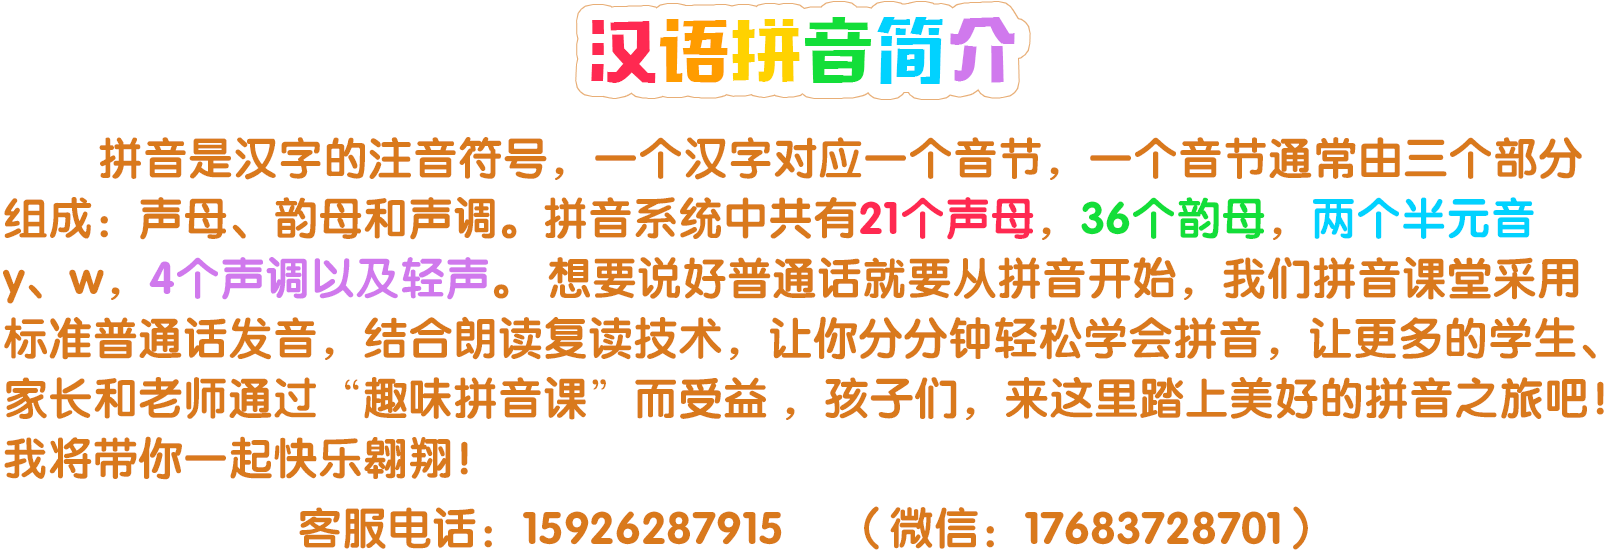 汉语拼音简介
拼音是汉字的注音符号，一个汉字对应一个音节，一个音节通常由三个部分
组成：声母、韵母和声调。拼音系统中共有21个声母，36个韵母，两个半元音
y、w，4个声调以及轻声。 想要说好普通话就要从拼音开始，我们拼音课堂采用
标准普通话发音，结合朗读复读技术，让你分分钟轻松学会拼音，让更多的学生、
家长和老师通过“趣味拼音课”而受益 ，孩子们，来这里踏上美好的拼音之旅吧！
我将带你一起快乐翱翔！
客服电话：15926287915 （微信：17683728701）